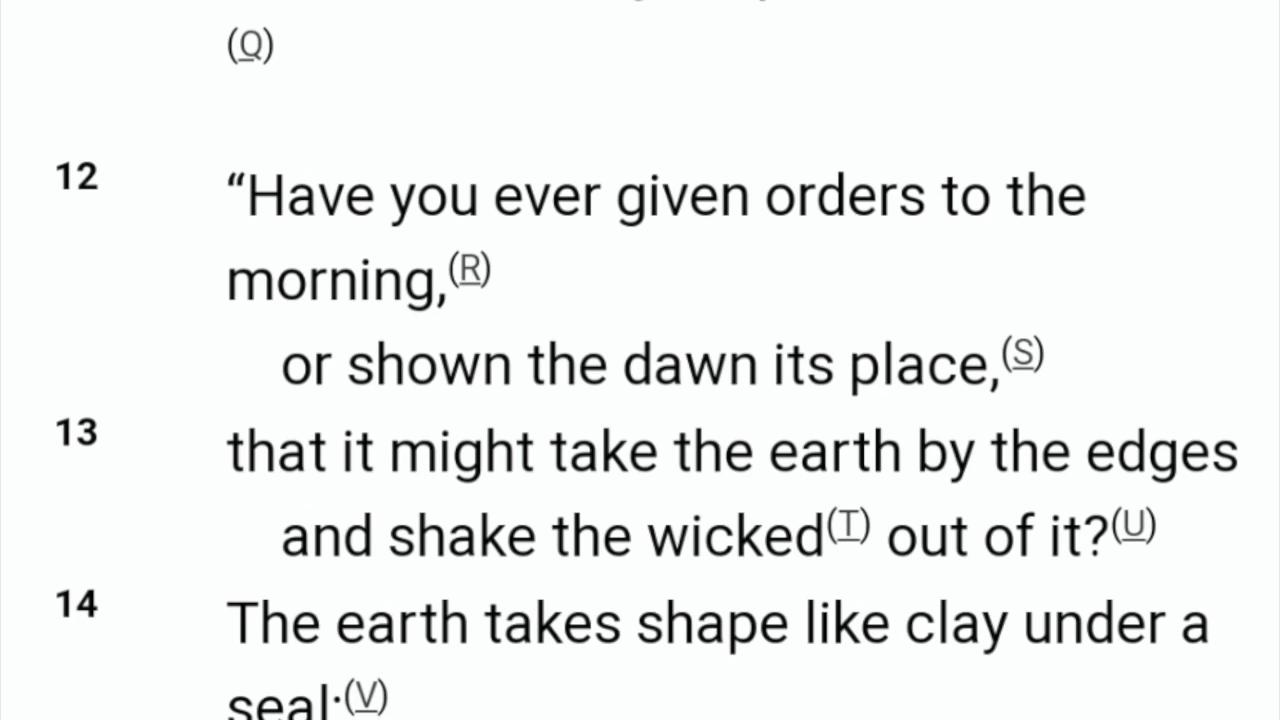 (Q)
12 “Have you ever given orders to the
morning,(R)
or shown the dawn its place,(S)
13 that it might take the earth by the edges
and shake the wicked(T) out of it?(U)
14 The earth takes shape like clay under a
seal;(V)